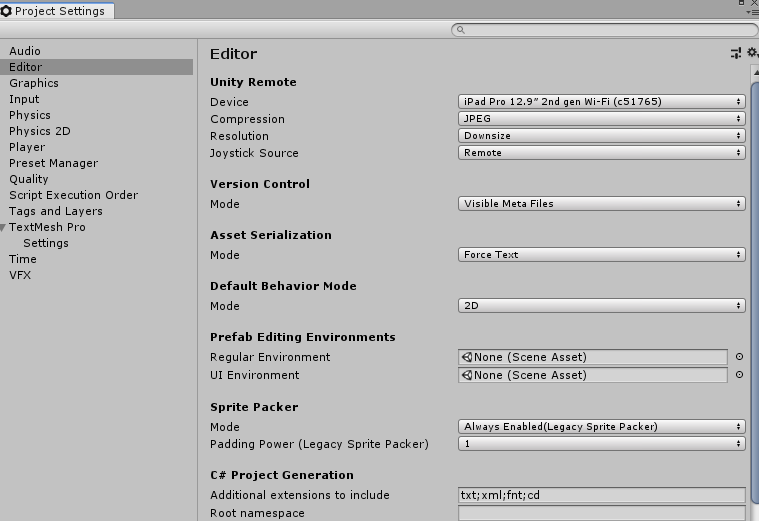 Project Settings
Audio
Editor
Graphics
Input
Physics
Physics 2D
Player
Preset Manager
Quality
Script Execution Order
Tags and Layers
TextMesh Pro
Settings
Time
VFX
Editor
Unity Remote
Device iPad Pro 12.9" 2nd gen Wi-Fi (c51765)
Compression JPEG
Resolution Downsize
Joystick Source Remote
Version Control
Mode Visible Meta Files
Asset Serialization
Mode Force Text
Default Behavior Mode
Mode 2D
Prefab Editing Environments
Regular Environment None (Scene Asset)
UI Environment None (Scene Asset)
Sprite Packer
Mode Always Enabled(Legacy Sprite Packer)
Padding Power (Legacy Sprite Packer) 1
C# Project Generation
Additional extensions to include txt;xml;fnt;cd
Root namespace